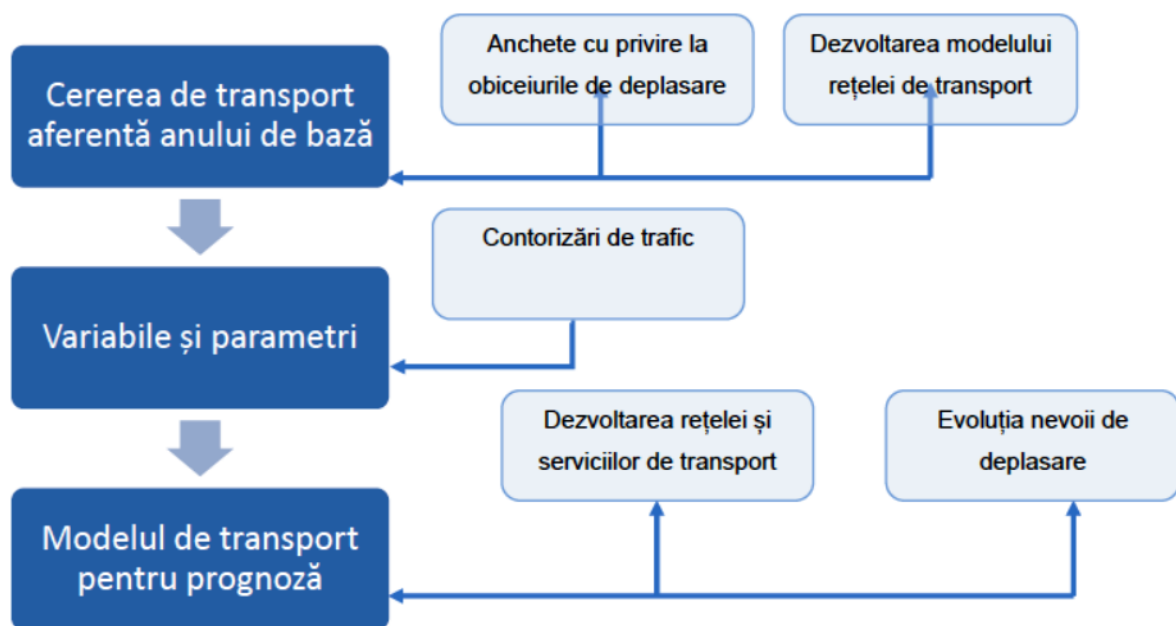 Cererea de transport
aferentă anului de bază
Anchete cu privire la
obiceiurile de deplasare
Dezvoltarea modelului
rețelei de transport
Contorizări de trafic
Variabile și parametri
Dezvoltarea rețelei și
serviciilor de transport
Evoluția nevoii de
deplasare
Modelul de transport
pentru prognoză